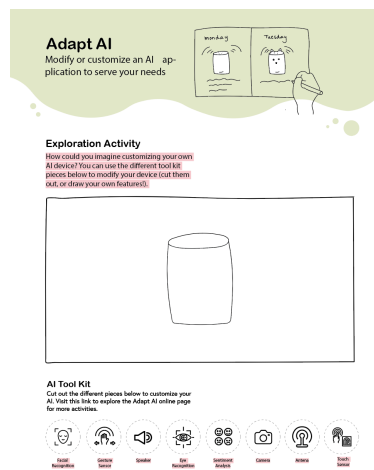 monday
Tuesday
Adapt AI
Modify or customize an AI ap-
plication to serve your needs
Exploration Activity
How could you imagine customizing your own
AI device? You can use the different tool kit
pieces below to modify your device (cut them
out, or draw your own features!).
AI Tool Kit
Cut out the different pieces below to customize your
AI. Visit this link to explore the Adapt AI online page
for more activities.
Facial
Recognition
Gesture
Sensor
Speaker
Eye
Recognition
Sentiment
Analysis
Camera
Antena
Touch
Sensor